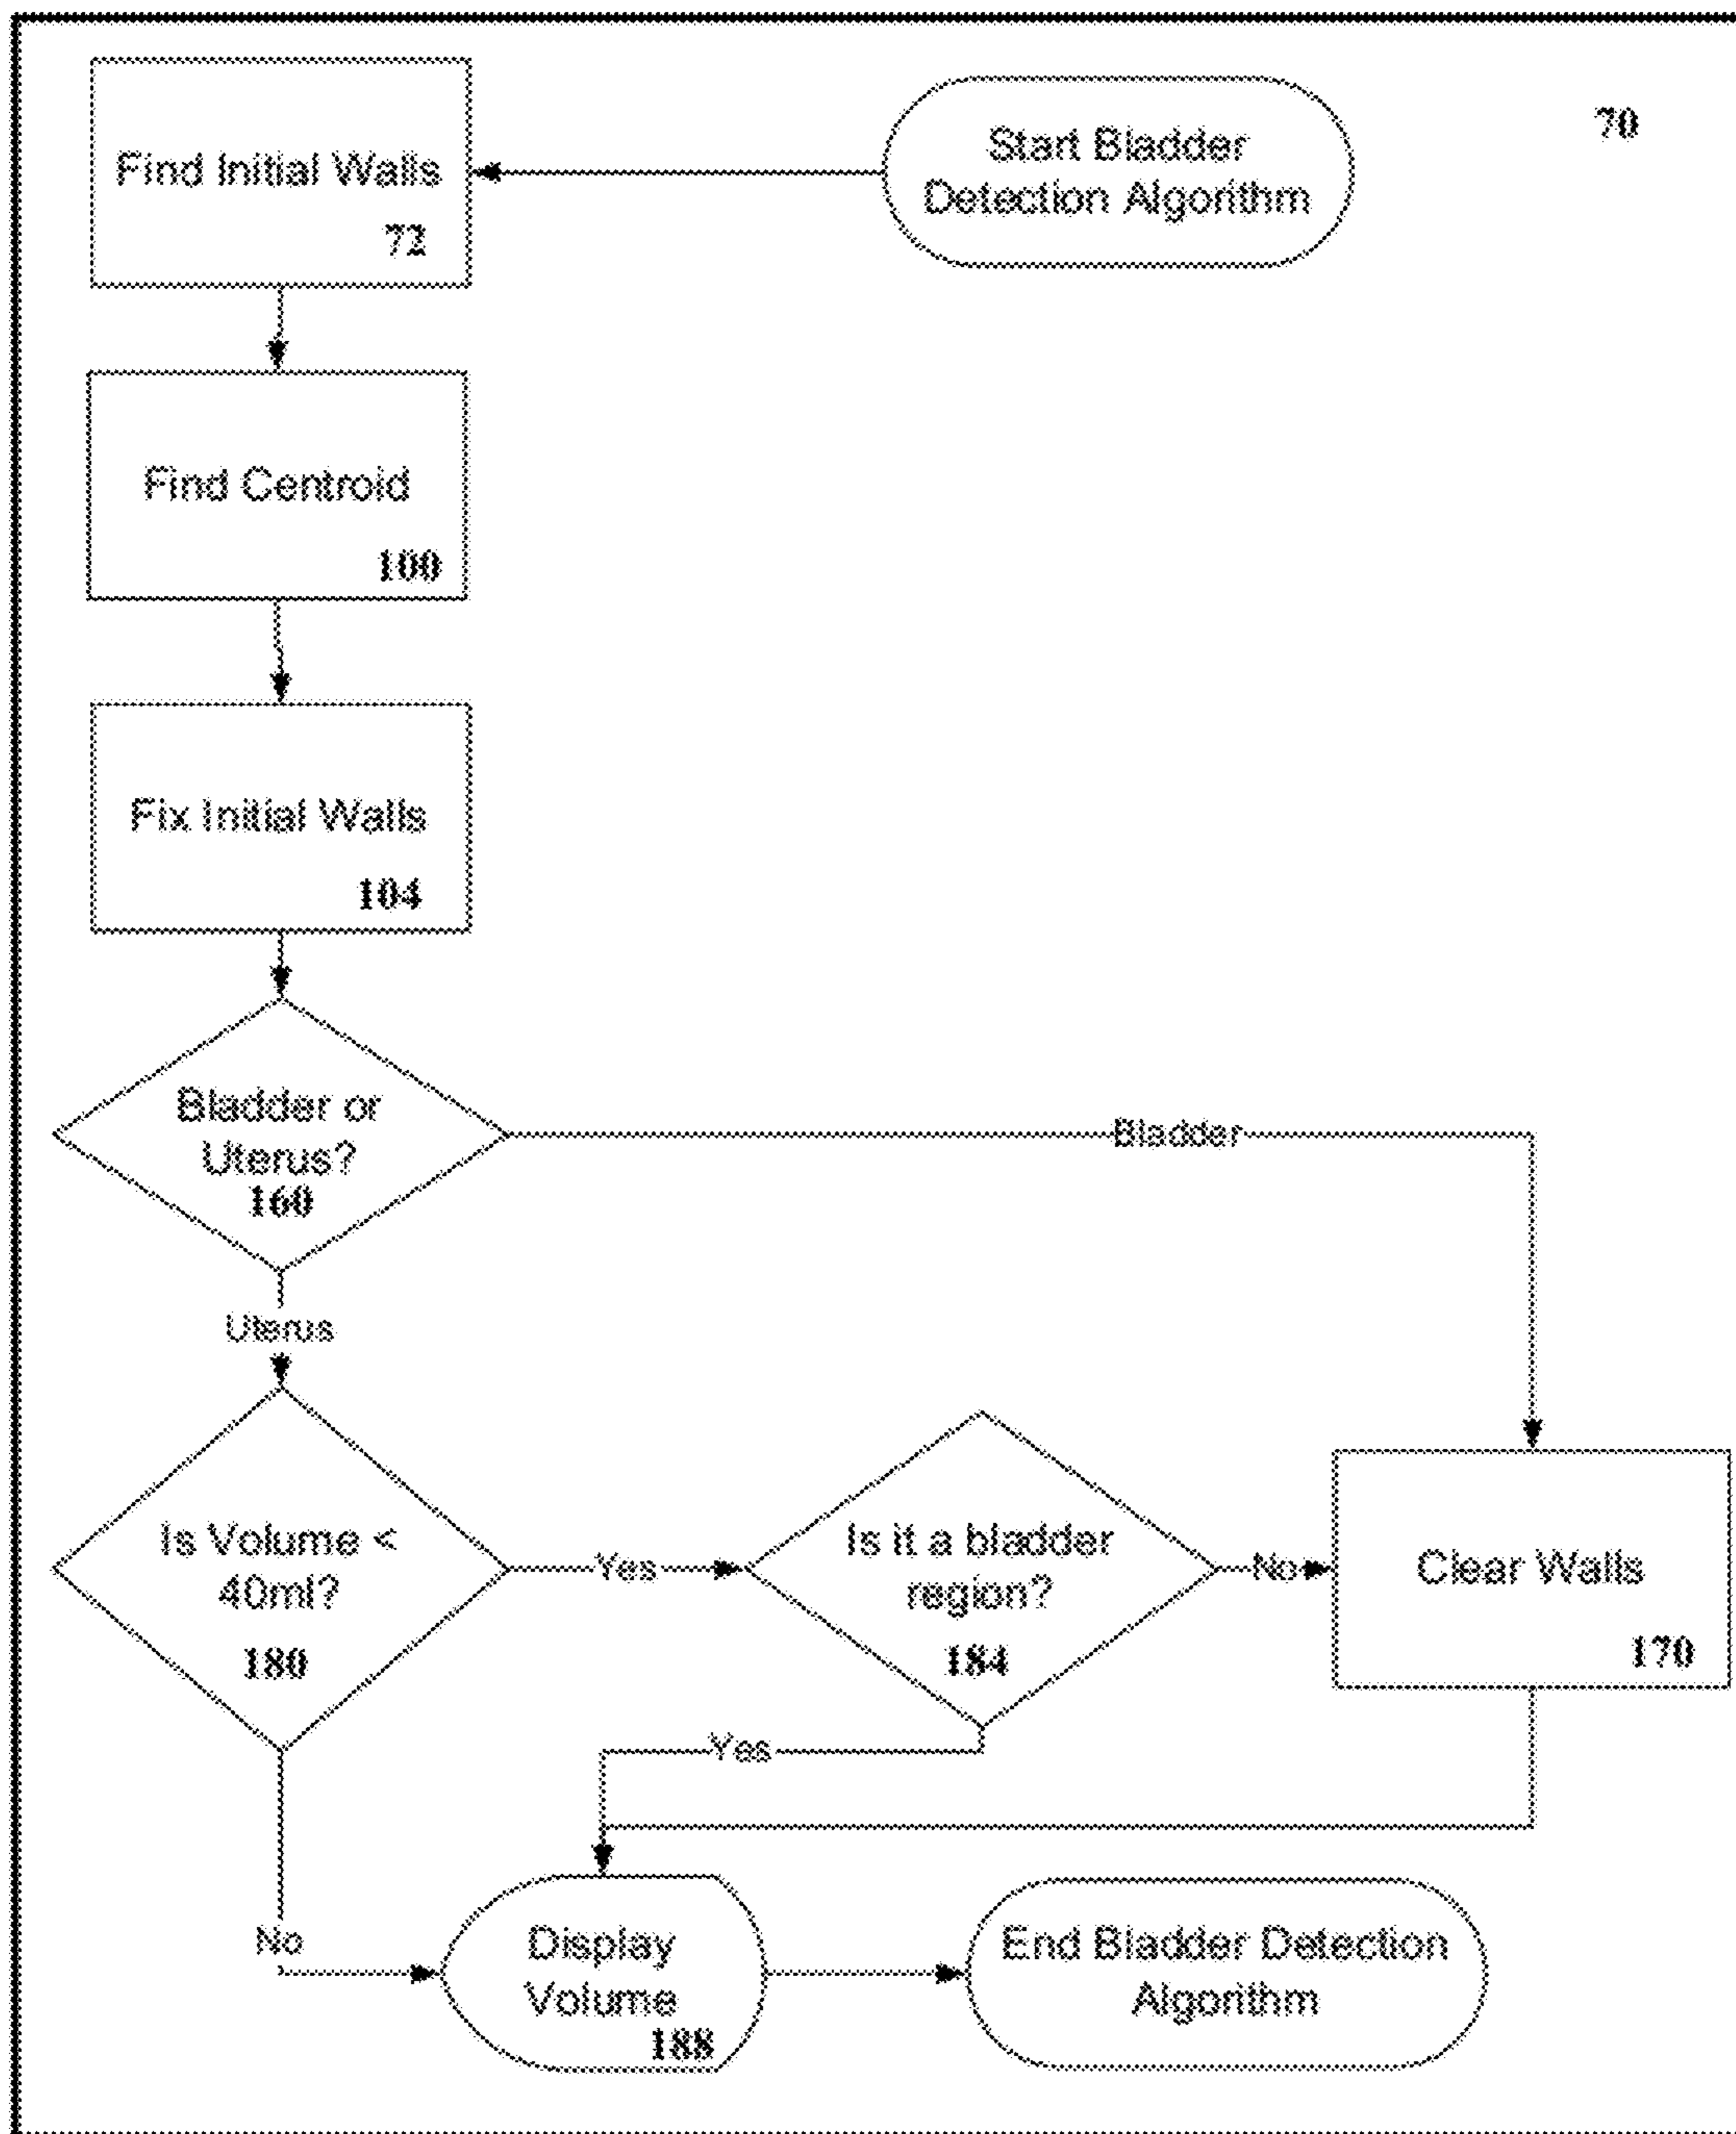 70
Start Bladder
Detection Algorithm
Find Initial Walls
72
Find Centroid
100
Fix Initial Walls
104
Bladder or
Uterus?
160
Bladder
Uterus
Is Volume <
40ml?
180
Yes
Is it a bladder
region?
184
No
Clear Walls
170
Yes
No
Display
Volume
188
End Bladder Detection
Algorithm